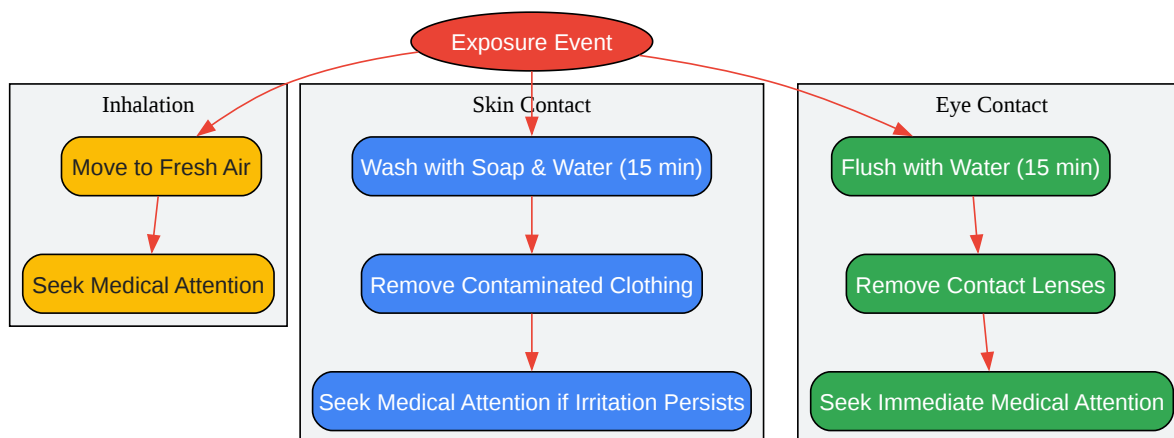 Exposure Event
Inhalation
Move to Fresh Air
Seek Medical Attention
Skin Contact
Wash with Soap & Water (15 min)
Remove Contaminated Clothing
Seek Medical Attention if Irritation Persists
Eye Contact
Flush with Water (15 min)
Remove Contact Lenses
Seek Immediate Medical Attention